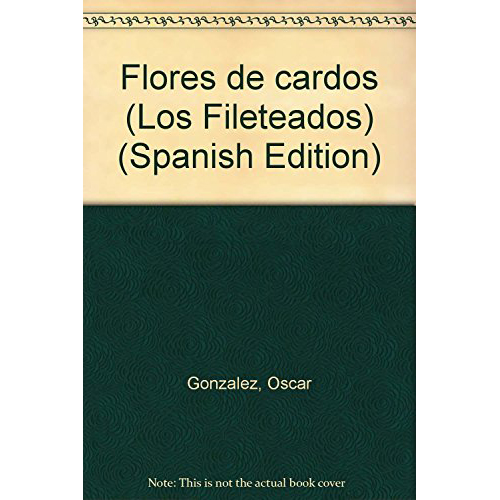 Flores de cardos
(Los Fileteados)
(Spanish Edition)
Gonzalez, Oscar
Note: This is not the actual book cover